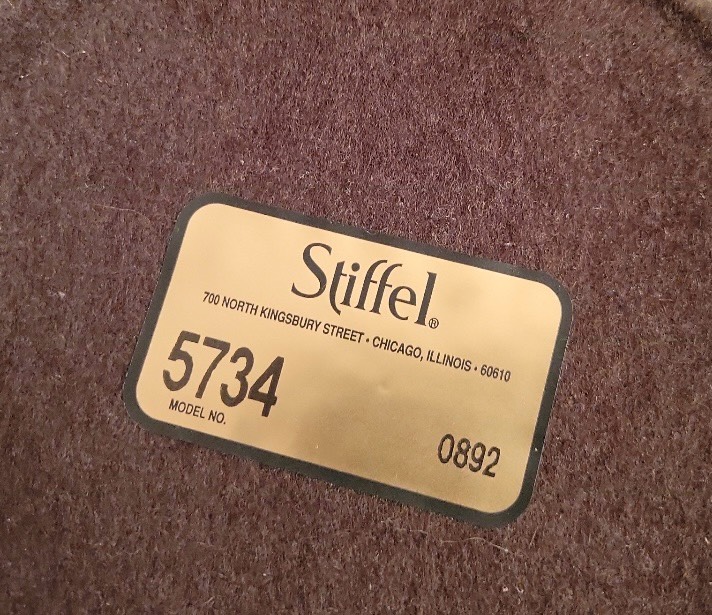 Stiffel®
700 NORTH KINGSBURY STREET • CHICAGO, ILLINOIS • 60610
5734
MODEL NO.
0892